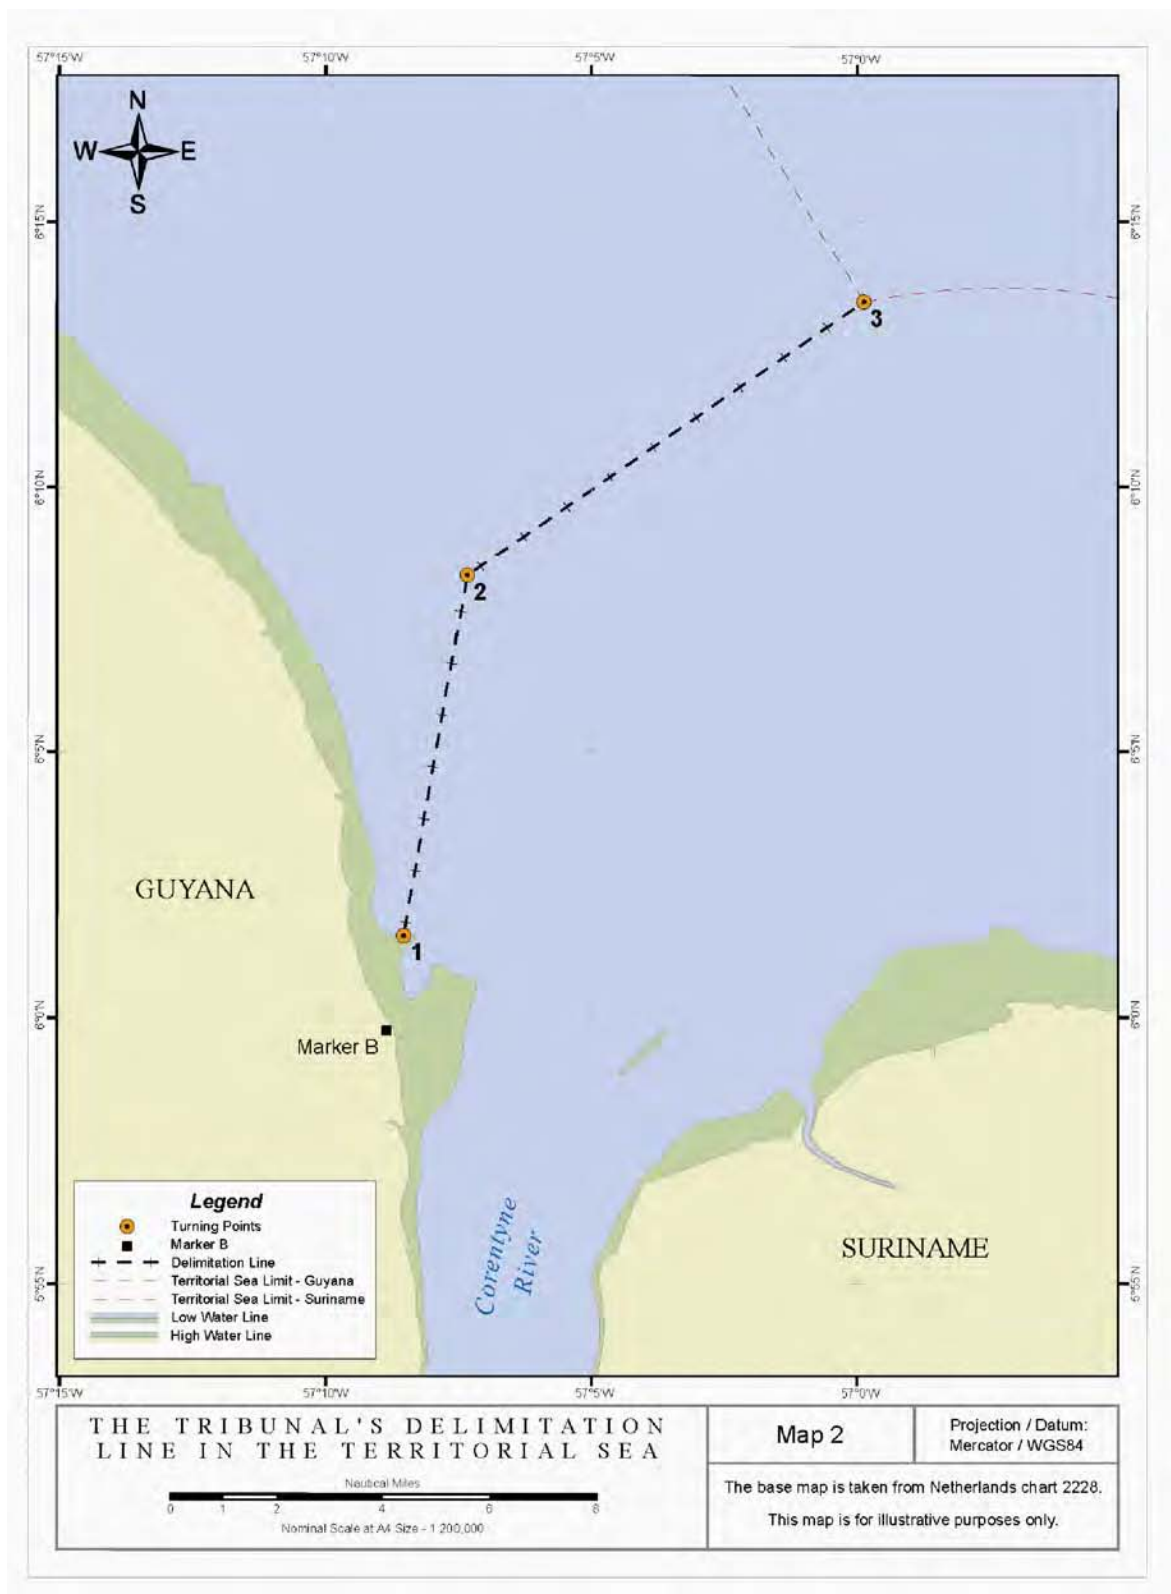 57°15'W 57°10'W 57°5'W 57°0'W
N
W E
S
6°15'N 6°15'N
3
6°10'N 6°10'N
2
6°5'N 6°5'N
GUYANA
1
6°0'N 6°0'N
Marker B
Corentyne
River
SURINAME
5°55'N 5°55'N
Legend
Turning Points
Marker B
Delimitation Line
Territorial Sea Limit - Guyana
Territorial Sea Limit - Suriname
Low Water Line
High Water Line
57°15'W 57°10'W 57°5'W 57°0'W
THE TRIBUNAL'S DELIMITATION
LINE IN THE TERRITORIAL SEA
Nautical Miles
0 1 2 4 6 8
Nominal Scale at A4 Size - 1:200,000
Map 2
Projection / Datum:
Mercator / WGS84
The base map is taken from Netherlands chart 2228.
This map is for illustrative purposes only.